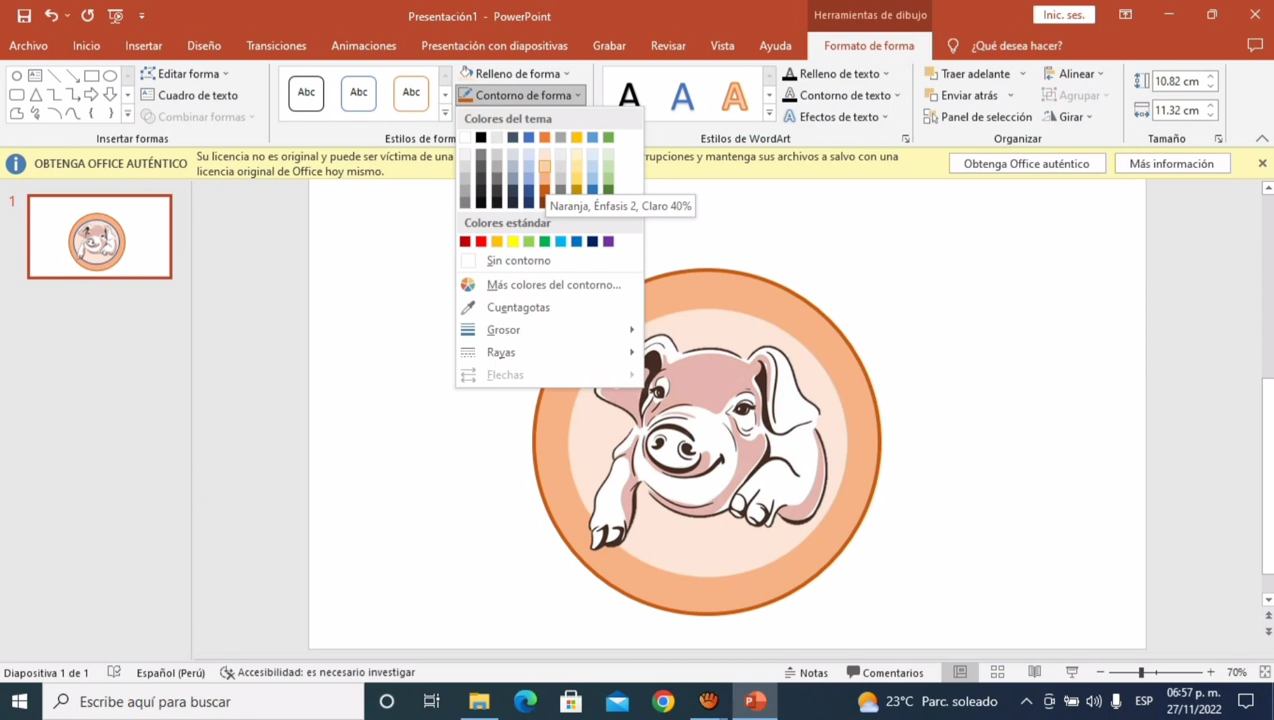 Presentación1 - PowerPoint
Herramientas de dibujo
Inic. ses.
Archivo Inicio Insertar Diseño Transiciones Animaciones Presentación con diapositivas Grabar Revisar Vista Ayuda Formato de forma ¿Qué desea hacer?
Editar forma
Cuadro de texto
Combinar formas
Insertar formas
Abc Abc Abc
Relleno de forma
Contorno de forma
Estilos de
A A A
Relleno de texto
Contorno de texto
Efectos de texto
Estilos de WordArt
Traer adelante
Enviar atrás
Panel de selección
Alinear
Agrupar
Girar
Organizar
10.82 cm
11.32 cm
Tamaño
OBTENGA OFFICE AUTÉNTICO
Su licencia no es original y puede ser víctima de una
rrupciones y mantenga sus archivos a salvo con una
licencia original de Office hoy mismo.
Obtenga Office auténtico
Más información
Colores del tema
Naranja, Énfasis 2, Claro 40%
Colores estándar
Sin contorno
Más colores del contorno...
Cuentagotas
Grosor
Rayas
Flechas
1
Diapositiva 1 de 1
Español (Perú)
Accesibilidad: es necesario investigar
Notas
Comentarios
70%
Escribe aquí para buscar
23°C Parc. soleado
ESP
06:57 p. m.
27/11/2022